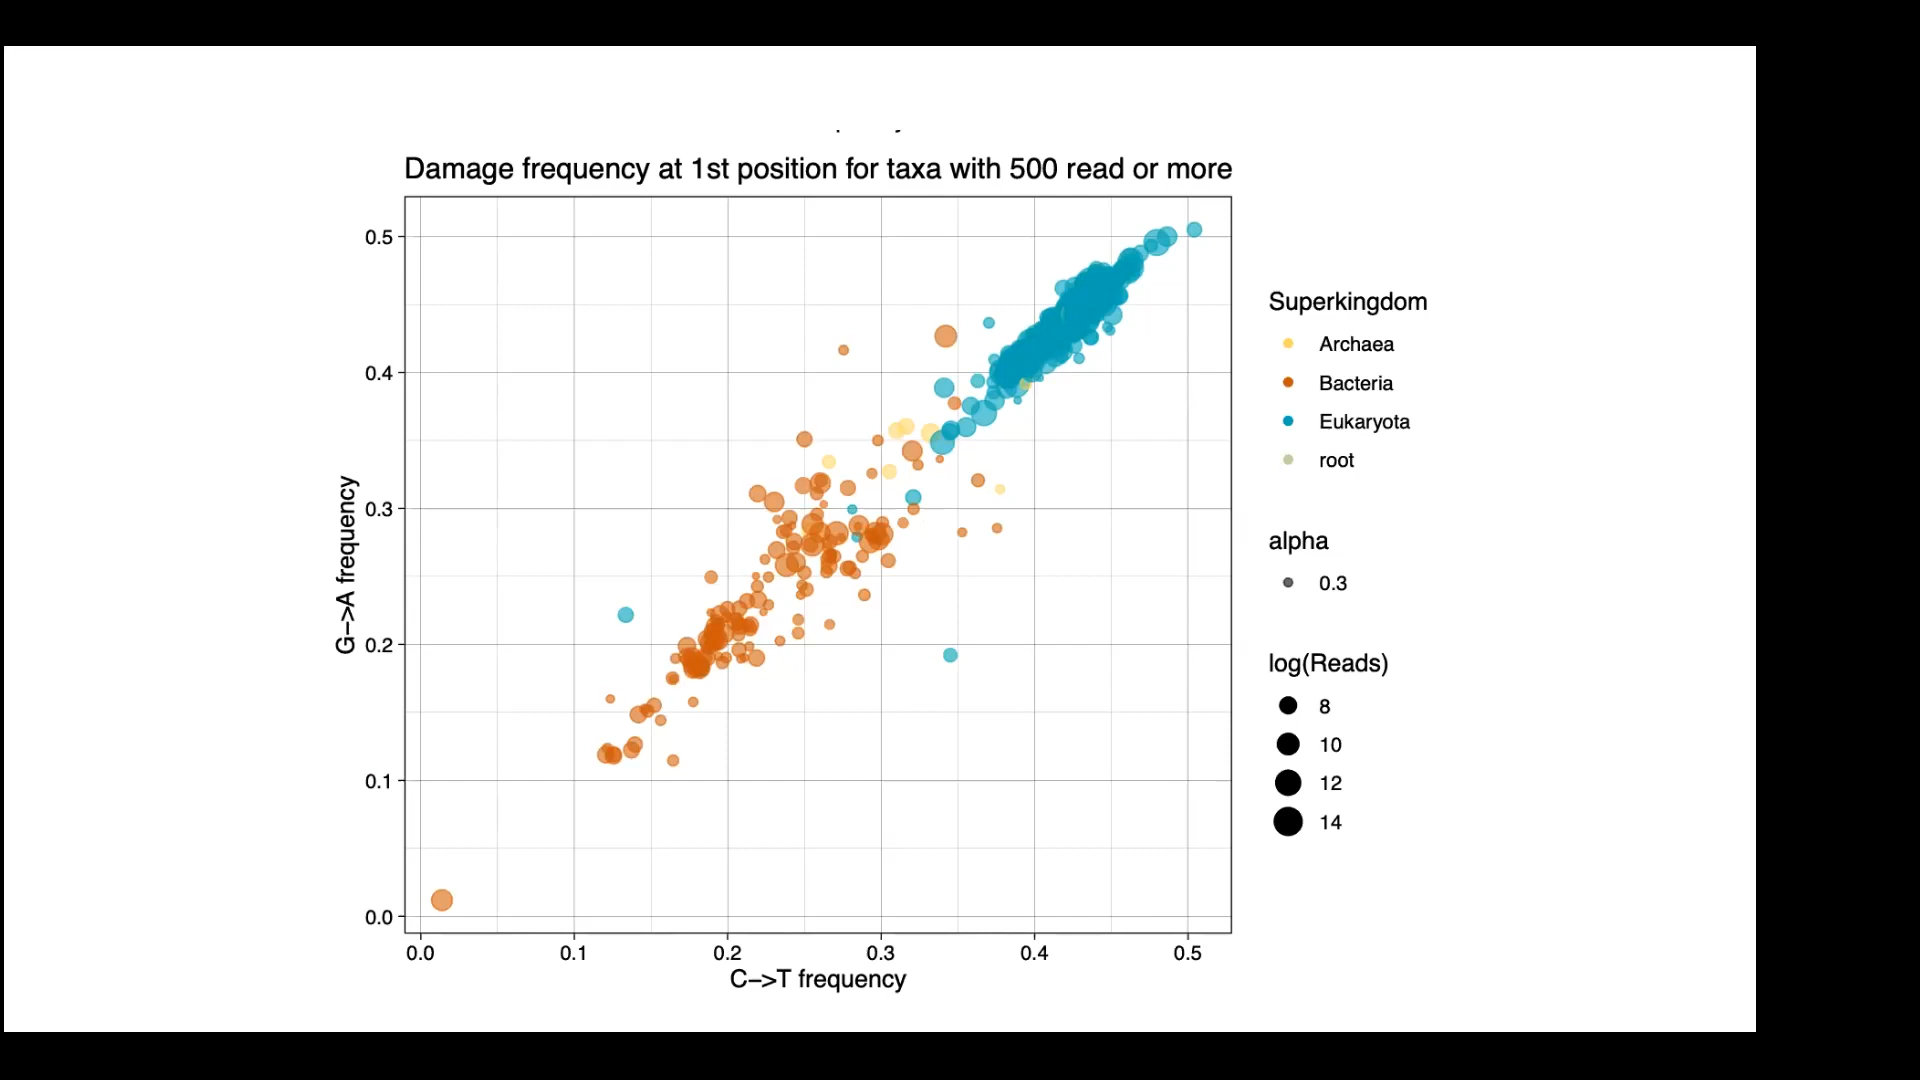 Damage frequency at 1st position for taxa with 500 read or more
G−>A frequency
0.5
0.4
0.3
0.2
0.1
0.0
0.0 0.1 0.2 0.3 0.4 0.5
C−>T frequency
Superkingdom
Archaea
Bacteria
Eukaryota
root
alpha
0.3
log(Reads)
8
10
12
14